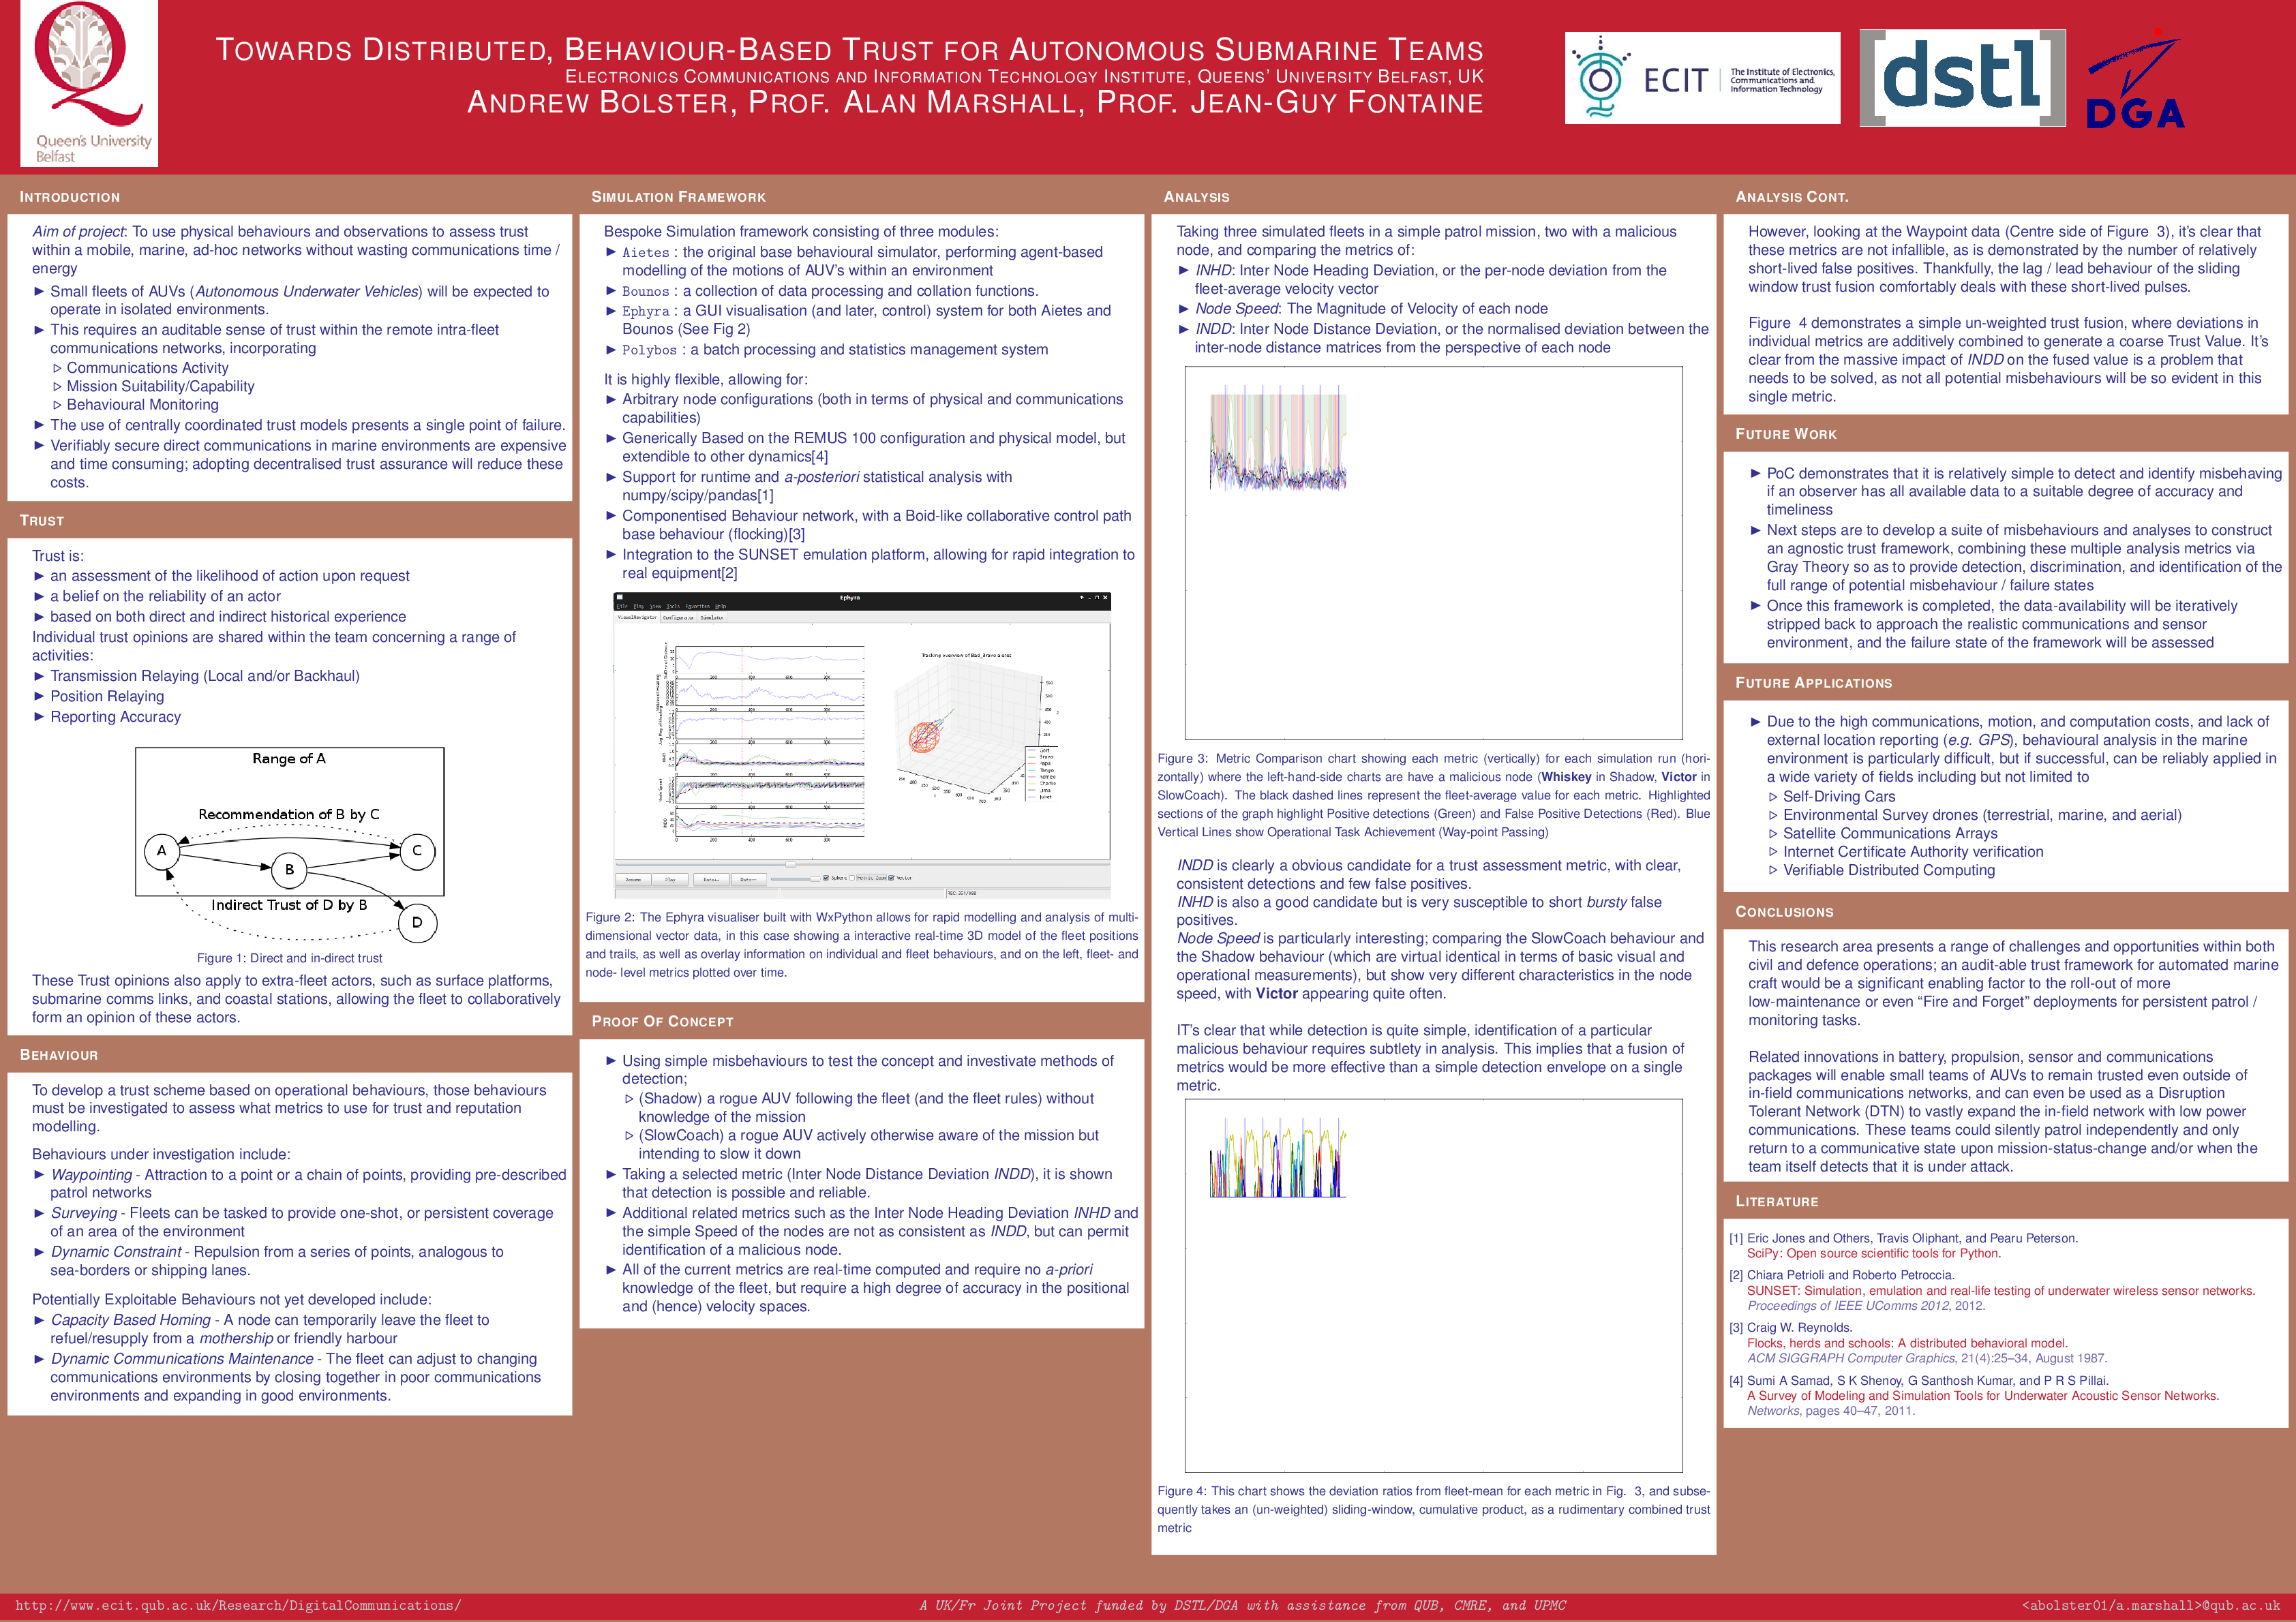 Queen's University
Belfast
TOWARDS DISTRIBUTED, BEHAVIOUR-BASED TRUST FOR AUTONOMOUS SUBMARINE TEAMS
ELECTRONICS COMMUNICATIONS AND INFORMATION TECHNOLOGY INSTITUTE, QUEENS' UNIVERSITY BELFAST, UK
ANDREW BOLSTER, PROF. ALAN MARSHALL, PROF. JEAN-GUY FONTAINE
ECIT
The Institute of Electronics,
Communications and
Information Technology
[dstl]
DGA
INTRODUCTION
Aim of project: To use physical behaviours and observations to assess trust
within a mobile, marine, ad-hoc networks without wasting communications time /
energy
► Small fleets of AUVs (Autonomous Underwater Vehicles) will be expected to
operate in isolated environments.
► This requires an auditable sense of trust within the remote intra-fleet
communications networks, incorporating
▷ Communications Activity
▷ Mission Suitability/Capability
▷ Behavioural Monitoring
► The use of centrally coordinated trust models presents a single point of failure.
► Verifiably secure direct communications in marine environments are expensive
and time consuming; adopting decentralised trust assurance will reduce these
costs.
TRUST
Trust is:
► an assessment of the likelihood of action upon request
► a belief on the reliability of an actor
► based on both direct and indirect historical experience
Individual trust opinions are shared within the team concerning a range of
activities:
► Transmission Relaying (Local and/or Backhaul)
► Position Relaying
► Reporting Accuracy
Range of A
Recommendation of B by C
A
B
C
Indirect Trust of D by B
D
Figure 1: Direct and in-direct trust
These Trust opinions also apply to extra-fleet actors, such as surface platforms,
submarine comms links, and coastal stations, allowing the fleet to collaboratively
form an opinion of these actors.
BEHAVIOUR
To develop a trust scheme based on operational behaviours, those behaviours
must be investigated to assess what metrics to use for trust and reputation
modelling.
Behaviours under investigation include:
► Waypointing - Attraction to a point or a chain of points, providing pre-described
patrol networks
► Surveying - Fleets can be tasked to provide one-shot, or persistent coverage
of an area of the environment
► Dynamic Constraint - Repulsion from a series of points, analogous to
sea-borders or shipping lanes.
Potentially Exploitable Behaviours not yet developed include:
► Capacity Based Homing - A node can temporarily leave the fleet to
refuel/resupply from a mothership or friendly harbour
► Dynamic Communications Maintenance - The fleet can adjust to changing
communications environments by closing together in poor communications
environments and expanding in good environments.
SIMULATION FRAMEWORK
Bespoke Simulation framework consisting of three modules:
► Aietes : the original base behavioural simulator, performing agent-based
modelling of the motions of AUV's within an environment
► Bounos : a collection of data processing and collation functions.
► Ephyra : a GUI visualisation (and later, control) system for both Aietes and
Bounos (See Fig 2)
► Polybos : a batch processing and statistics management system
It is highly flexible, allowing for:
► Arbitrary node configurations (both in terms of physical and communications
capabilities)
► Generically Based on the REMUS 100 configuration and physical model, but
extendible to other dynamics[4]
► Support for runtime and a-posteriori statistical analysis with
numpy/scipy/pandas[1]
► Componentised Behaviour network, with a Boid-like collaborative control path
base behaviour (flocking)[3]
► Integration to the SUNSET emulation platform, allowing for rapid integration to
real equipment[2]
Ephyra
File Play View Tools Favorites Help
VisualNavigator Configurator Simulator
Tracking overview of Bad_Bravo aietes
Figure 2: The Ephyra visualiser built with WxPython allows for rapid modelling and analysis of multi-
dimensional vector data, in this case showing a interactive real-time 3D model of the fleet positions
and trails, as well as overlay information on individual and fleet behaviours, and on the left, fleet- and
node- level metrics plotted over time.
PROOF OF CONCEPT
► Using simple misbehaviours to test the concept and investivate methods of
detection;
▷ (Shadow) a rogue AUV following the fleet (and the fleet rules) without
knowledge of the mission
▷ (SlowCoach) a rogue AUV actively otherwise aware of the mission but
intending to slow it down
► Taking a selected metric (Inter Node Distance Deviation INDD), it is shown
that detection is possible and reliable.
► Additional related metrics such as the Inter Node Heading Deviation INHD and
the simple Speed of the nodes are not as consistent as INDD, but can permit
identification of a malicious node.
► All of the current metrics are real-time computed and require no a-priori
knowledge of the fleet, but require a high degree of accuracy in the positional
and (hence) velocity spaces.
ANALYSIS
Taking three simulated fleets in a simple patrol mission, two with a malicious
node, and comparing the metrics of:
► INHD: Inter Node Heading Deviation, or the per-node deviation from the
fleet-average velocity vector
► Node Speed: The Magnitude of Velocity of each node
► INDD: Inter Node Distance Deviation, or the normalised deviation between the
inter-node distance matrices from the perspective of each node
Figure 3: Metric Comparison chart showing each metric (vertically) for each simulation run (hori-
zontally) where the left-hand-side charts are have a malicious node (Whiskey in Shadow, Victor in
SlowCoach). The black dashed lines represent the fleet-average value for each metric. Highlighted
sections of the graph highlight Positive detections (Green) and False Positive Detections (Red). Blue
Vertical Lines show Operational Task Achievement (Way-point Passing)
INDD is clearly a obvious candidate for a trust assessment metric, with clear,
consistent detections and few false positives.
INHD is also a good candidate but is very susceptible to short bursty false
positives.
Node Speed is particularly interesting; comparing the SlowCoach behaviour and
the Shadow behaviour (which are virtual identical in terms of basic visual and
operational measurements), but show very different characteristics in the node
speed, with Victor appearing quite often.
IT's clear that while detection is quite simple, identification of a particular
malicious behaviour requires subtlety in analysis. This implies that a fusion of
metrics would be more effective than a simple detection envelope on a single
metric.
Figure 4: This chart shows the deviation ratios from fleet-mean for each metric in Fig. 3, and subse-
quently takes an (un-weighted) sliding-window, cumulative product, as a rudimentary combined trust
metric
ANALYSIS CONT.
However, looking at the Waypoint data (Centre side of Figure 3), it's clear that
these metrics are not infallible, as is demonstrated by the number of relatively
short-lived false positives. Thankfully, the lag / lead behaviour of the sliding
window trust fusion comfortably deals with these short-lived pulses.
Figure 4 demonstrates a simple un-weighted trust fusion, where deviations in
individual metrics are additively combined to generate a coarse Trust Value. It's
clear from the massive impact of INDD on the fused value is a problem that
needs to be solved, as not all potential misbehaviours will be so evident in this
single metric.
FUTURE WORK
► PoC demonstrates that it is relatively simple to detect and identify misbehaving
if an observer has all available data to a suitable degree of accuracy and
timeliness
► Next steps are to develop a suite of misbehaviours and analyses to construct
an agnostic trust framework, combining these multiple analysis metrics via
Gray Theory so as to provide detection, discrimination, and identification of the
full range of potential misbehaviour / failure states
► Once this framework is completed, the data-availability will be iteratively
stripped back to approach the realistic communications and sensor
environment, and the failure state of the framework will be assessed
FUTURE APPLICATIONS
► Due to the high communications, motion, and computation costs, and lack of
external location reporting (e.g. GPS), behavioural analysis in the marine
environment is particularly difficult, but if successful, can be reliably applied in
a wide variety of fields including but not limited to
▷ Self-Driving Cars
▷ Environmental Survey drones (terrestrial, marine, and aerial)
▷ Satellite Communications Arrays
▷ Internet Certificate Authority verification
▷ Verifiable Distributed Computing
CONCLUSIONS
This research area presents a range of challenges and opportunities within both
civil and defence operations; an audit-able trust framework for automated marine
craft would be a significant enabling factor to the roll-out of more
low-maintenance or even “Fire and Forget” deployments for persistent patrol /
monitoring tasks.
Related innovations in battery, propulsion, sensor and communications
packages will enable small teams of AUVs to remain trusted even outside of
in-field communications networks, and can even be used as a Disruption
Tolerant Network (DTN) to vastly expand the in-field network with low power
communications. These teams could silently patrol independently and only
return to a communicative state upon mission-status-change and/or when the
team itself detects that it is under attack.
LITERATURE
[1] Eric Jones and Others, Travis Oliphant, and Pearu Peterson.
SciPy: Open source scientific tools for Python.
[2] Chiara Petrioli and Roberto Petroccia.
SUNSET: Simulation, emulation and real-life testing of underwater wireless sensor networks.
Proceedings of IEEE UComms 2012, 2012.
[3] Craig W. Reynolds.
Flocks, herds and schools: A distributed behavioral model.
ACM SIGGRAPH Computer Graphics, 21(4):25–34, August 1987.
[4] Sumi A Samad, S K Shenoy, G Santhosh Kumar, and P R S Pillai.
A Survey of Modeling and Simulation Tools for Underwater Acoustic Sensor Networks.
Networks, pages 40–47, 2011.
http://www.ecit.qub.ac.uk/Research/DigitalCommunications/
A UK/Fr Joint Project funded by DSTL/DGA with assistance from QUB, CMRE, and UPMC
<abolster01/a.marshall>@qub.ac.uk